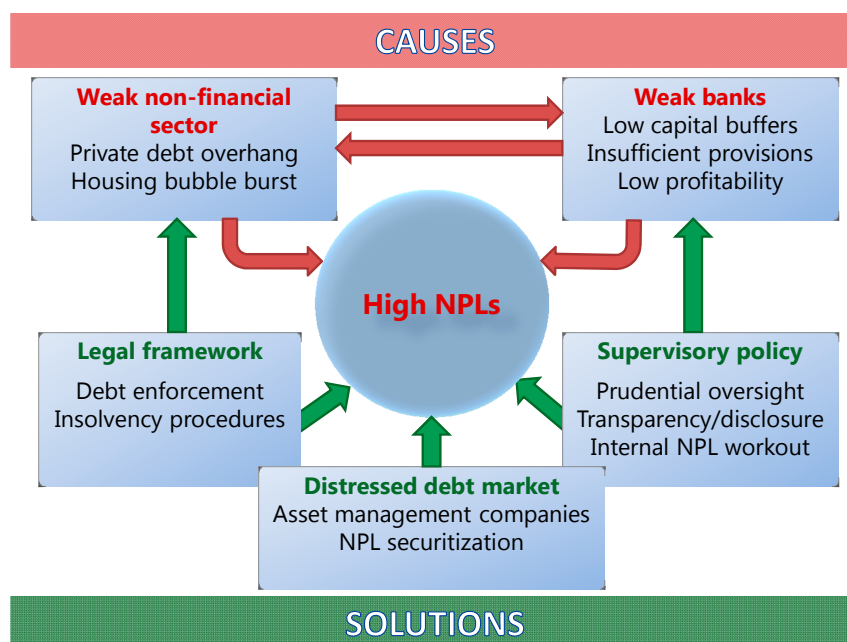 CAUSES
Weak non-financial
sector
Private debt overhang
Housing bubble burst
Weak banks
Low capital buffers
Insufficient provisions
Low profitability
High NPLs
Legal framework
Debt enforcement
Insolvency procedures
Supervisory policy
Prudential oversight
Transparency/disclosure
Internal NPL workout
Distressed debt market
Asset management companies
NPL securitization
SOLUTIONS